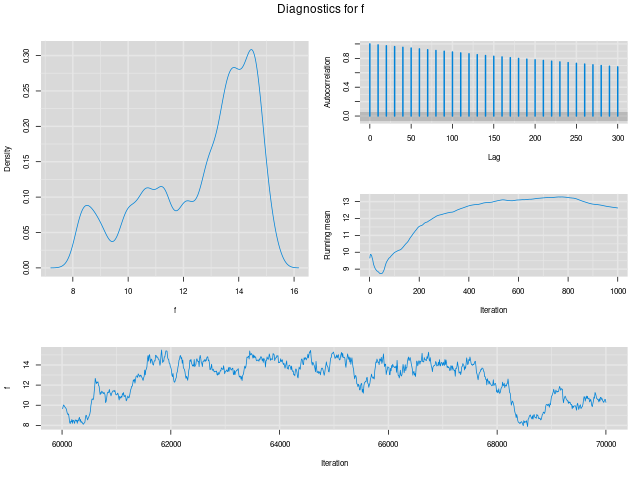 Diagnostics for f
Density
0.00 0.05 0.10 0.15 0.20 0.25 0.30
8 10 12 14 16
f
Autocorrelation
0.0 0.4 0.8
0 50 100 150 200 250 300
Lag
Running mean
9 10 11 12 13
0 200 400 600 800 1000
Iteration
f
8 10 12 14
60000 62000 64000 66000 68000 70000
Iteration